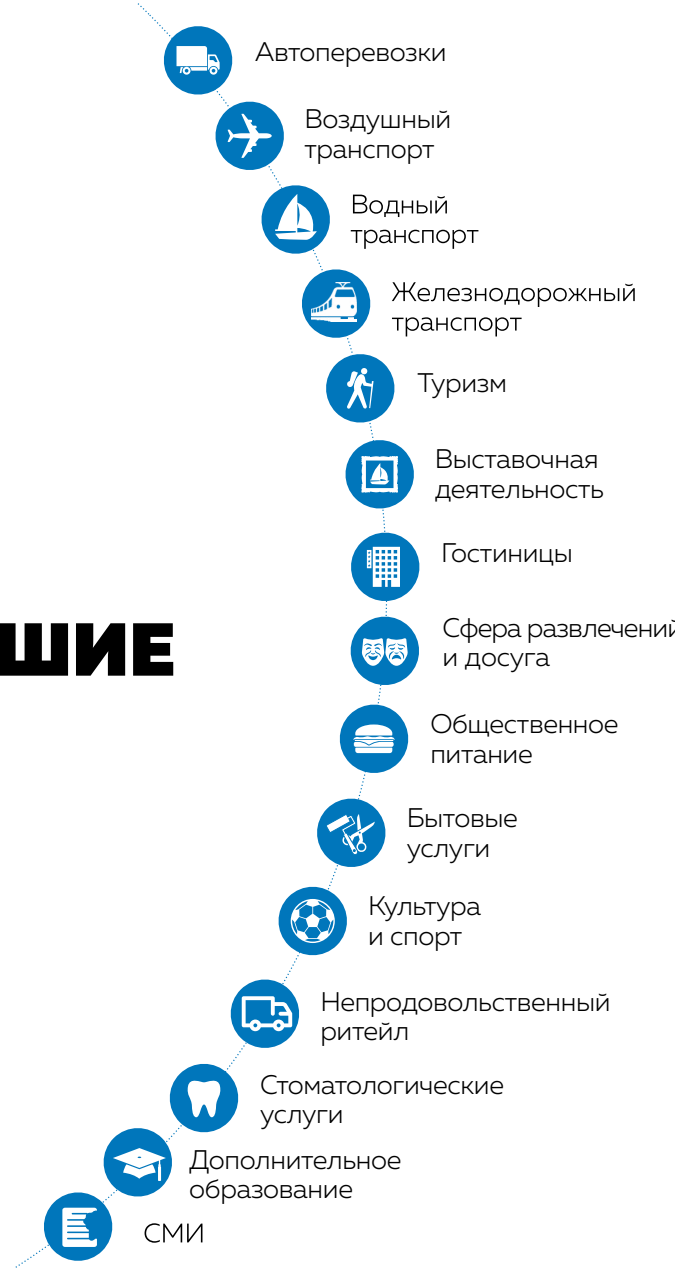 Автоперевозки
Воздушный
транспорт
Водный
транспорт
Железнодорожный
транспорт
Туризм
Выставочная
деятельность
Гостиницы
ШИЕ
Сфера развлечений
и досуга
Общественное
питание
Бытовые
услуги
Культура
и спорт
Непродовольственный
ритейл
Стоматологические
услуги
Дополнительное
образование
СМИ